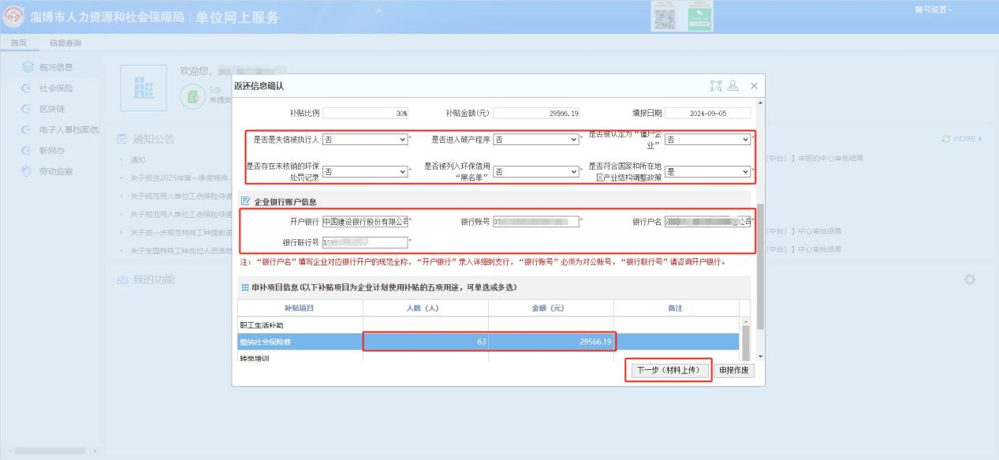 淄博市人力资源和社会保障局 | 单位网上服务
账号设置
首页 信息查询
概况信息
社会保险
区块链
电子人事档案信
新网办
劳动监察
欢迎您,
5条
未提交
通知公告
MORE
通知
关于报送2025年第一季度特殊...
关于规范用人单位工伤保险待遇
关于规范用人单位工伤保险待遇
关于进一步规范特殊工种提前退
关于全国特殊工种岗位人员信息
(中台)】申报的中心审批结果
(中台)】中心审批结果
(中台)】中心审批结果
我的功能
返还信息确认
补贴比例 30% 补贴金额(元) 29566.19 填报日期 2024-09-05
是否是失信被执行人 否 * 是否进入破产程序 否 * 是否被认定为“僵尸企业” 否 *
是否存在未核销的环保处罚记录 否 * 是否被列入环保信用“黑名单” 否 * 是否符合国家和所在地区产业结构调整政策 是 *
企业银行账户信息
开户银行 中国建设银行股份有限公司 * 银行账号 * 银行户名 公司 *
银行联行号 *
注:“银行户名”填写企业对应银行开户的规范全称,“开户银行”录入详细到支行,“银行账号”必须为对公账号,“银行联行号”请咨询开户银行。
申补项目信息(以下补贴项目为企业计划使用补贴的五项用途,可单选或多选)
补贴项目 人数(人) 金额(元) 备注
职工生活补助
缴纳社会保险费 63 29566.19
转岗培训
下一步(材料上传) 申报作废